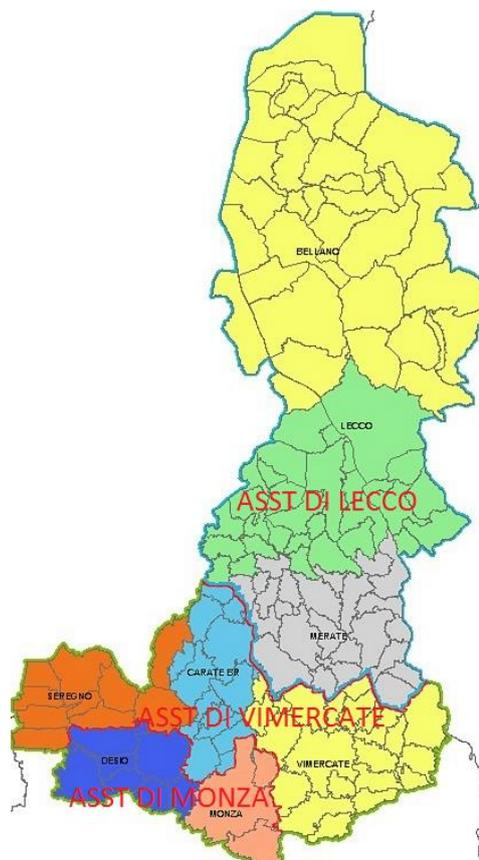 BELLANO
LECCO
ASST DI LECCO
MERATE
CARATE BR
SEREGNO
ASST DI VIMERCATE
DESIO
VIMERCATE
ASST DI MONZA
MONZA